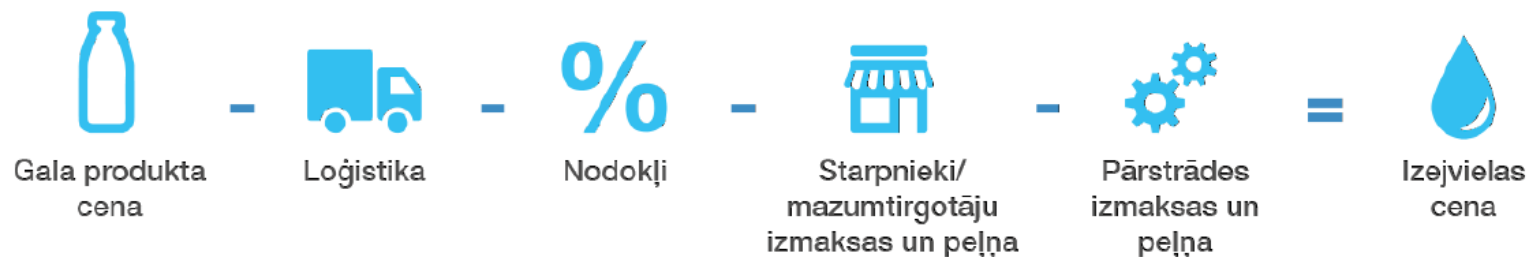 %
Gala produkta
cena
Loģistika
Nodokļi
Starpnieki/
mazumtirgotāju
izmaksas un peļņa
Pārstrādes
izmaksas un
peļņa
Izejvielas
cena